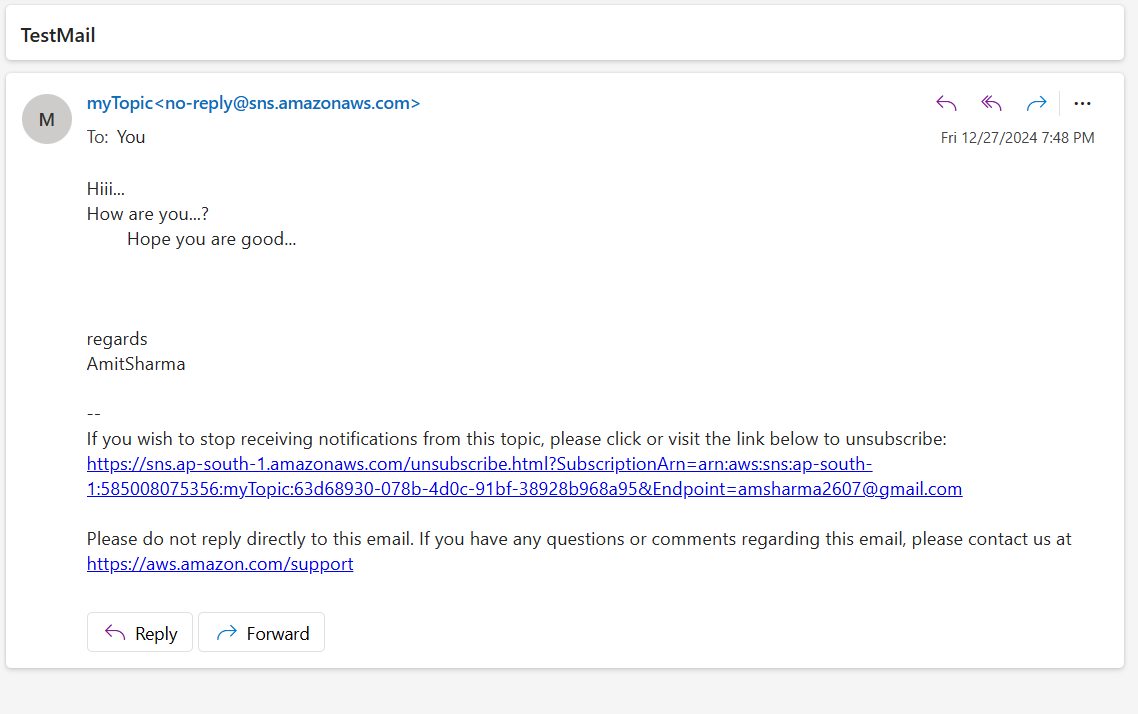 TestMail
M
myTopic<no-reply@sns.amazonaws.com>
To: You
Fri 12/27/2024 7:48 PM
Hiii...
How are you...?
Hope you are good...
regards
AmitSharma
--
If you wish to stop receiving notifications from this topic, please click or visit the link below to unsubscribe:
https://sns.ap-south-1.amazonaws.com/unsubscribe.html?SubscriptionArn=arn:aws:sns:ap-south-
1:585008075356:myTopic:63d68930-078b-4d0c-91bf-38928b968a95&Endpoint=amsharma2607@gmail.com
Please do not reply directly to this email. If you have any questions or comments regarding this email, please contact us at
https://aws.amazon.com/support
Reply
Forward